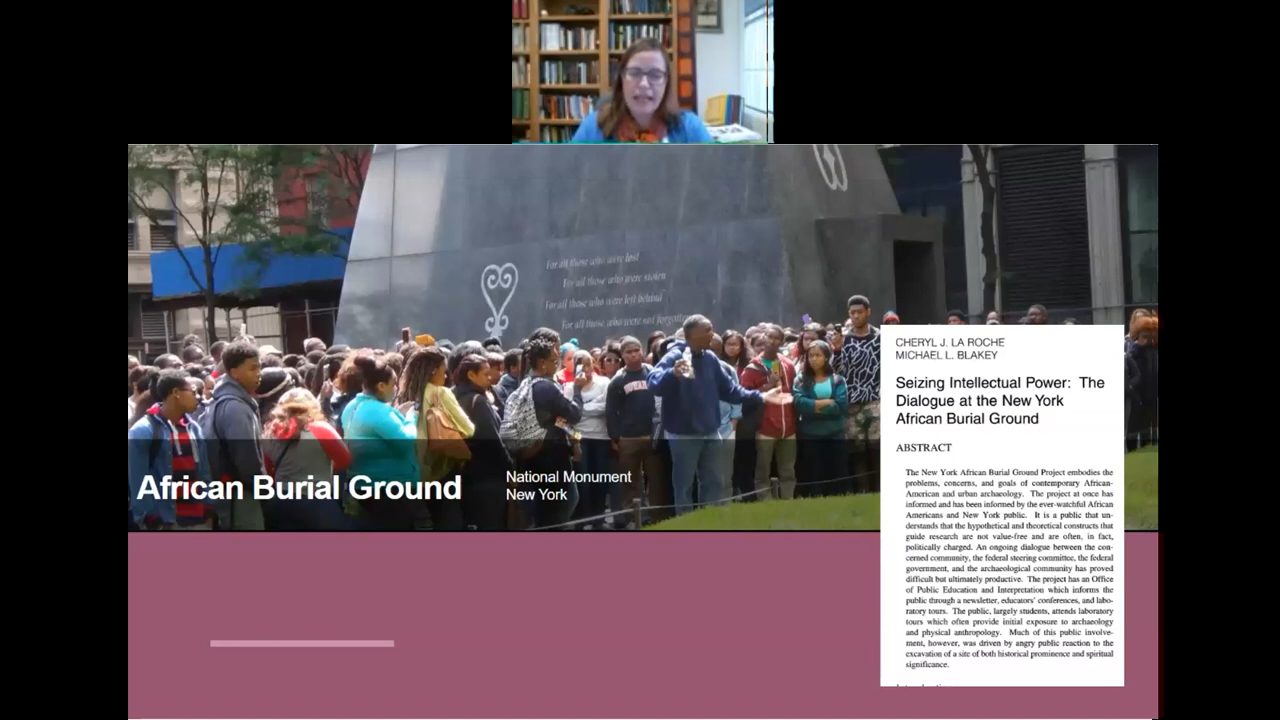 For all those who were lost
For all those who were stolen
For all those who were left behind
For all those who were not forgotten
African Burial Ground
National Monument
New York
CHERYL J. LA ROCHE
MICHAEL L. BLAKEY
Seizing Intellectual Power: The
Dialogue at the New York
African Burial Ground
ABSTRACT
The New York African Burial Ground Project embodies the
problems, concerns, and goals of contemporary African-
American and urban archaeology. The project at once has
informed and has been informed by the ever-watchful African
Americans and New York public. It is a public that un-
derstands that the hypothetical and theoretical constructs that
guide research are not value-free and are often, in fact,
politically charged. An ongoing dialogue between the con-
cerned community, the federal steering committee, the federal
government, and the archaeological community has proved
difficult but ultimately productive. The project has an Office
of Public Education and Interpretation which informs the
public through a newsletter, educators' conferences, and labo-
ratory tours. The public, largely students, attends laboratory
tours which often provide initial exposure to archaeology
and physical anthropology. Much of this public involve-
ment, however, was driven by angry public reaction to the
excavation of a site of both historical prominence and spiritual
significance.